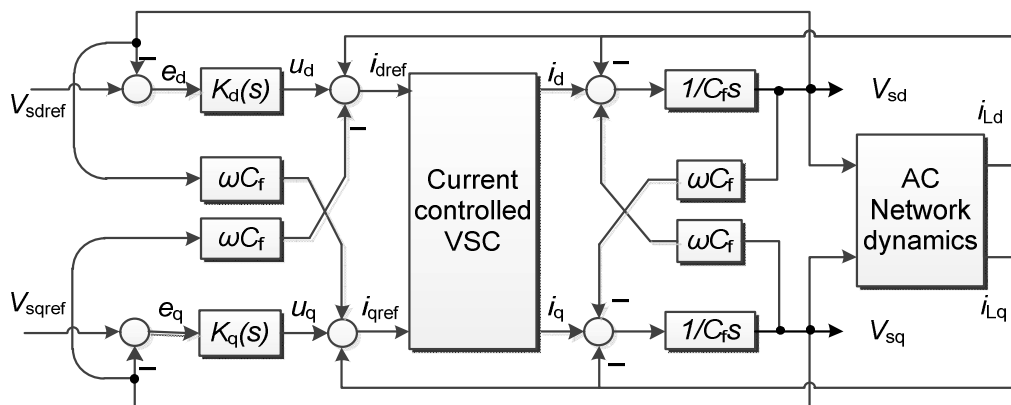 −
e_d
K_d(s)
u_d
i_dref
−
i_d
−
1/C_fs
V_sd
V_sdref
i_Ld
ωC_f
ωC_f
Current
controlled
VSC
ωC_f
ωC_f
AC
Network
dynamics
V_sqref
e_q
K_q(s)
u_q
i_qref
i_q
−
1/C_fs
−
−
V_sq
i_Lq